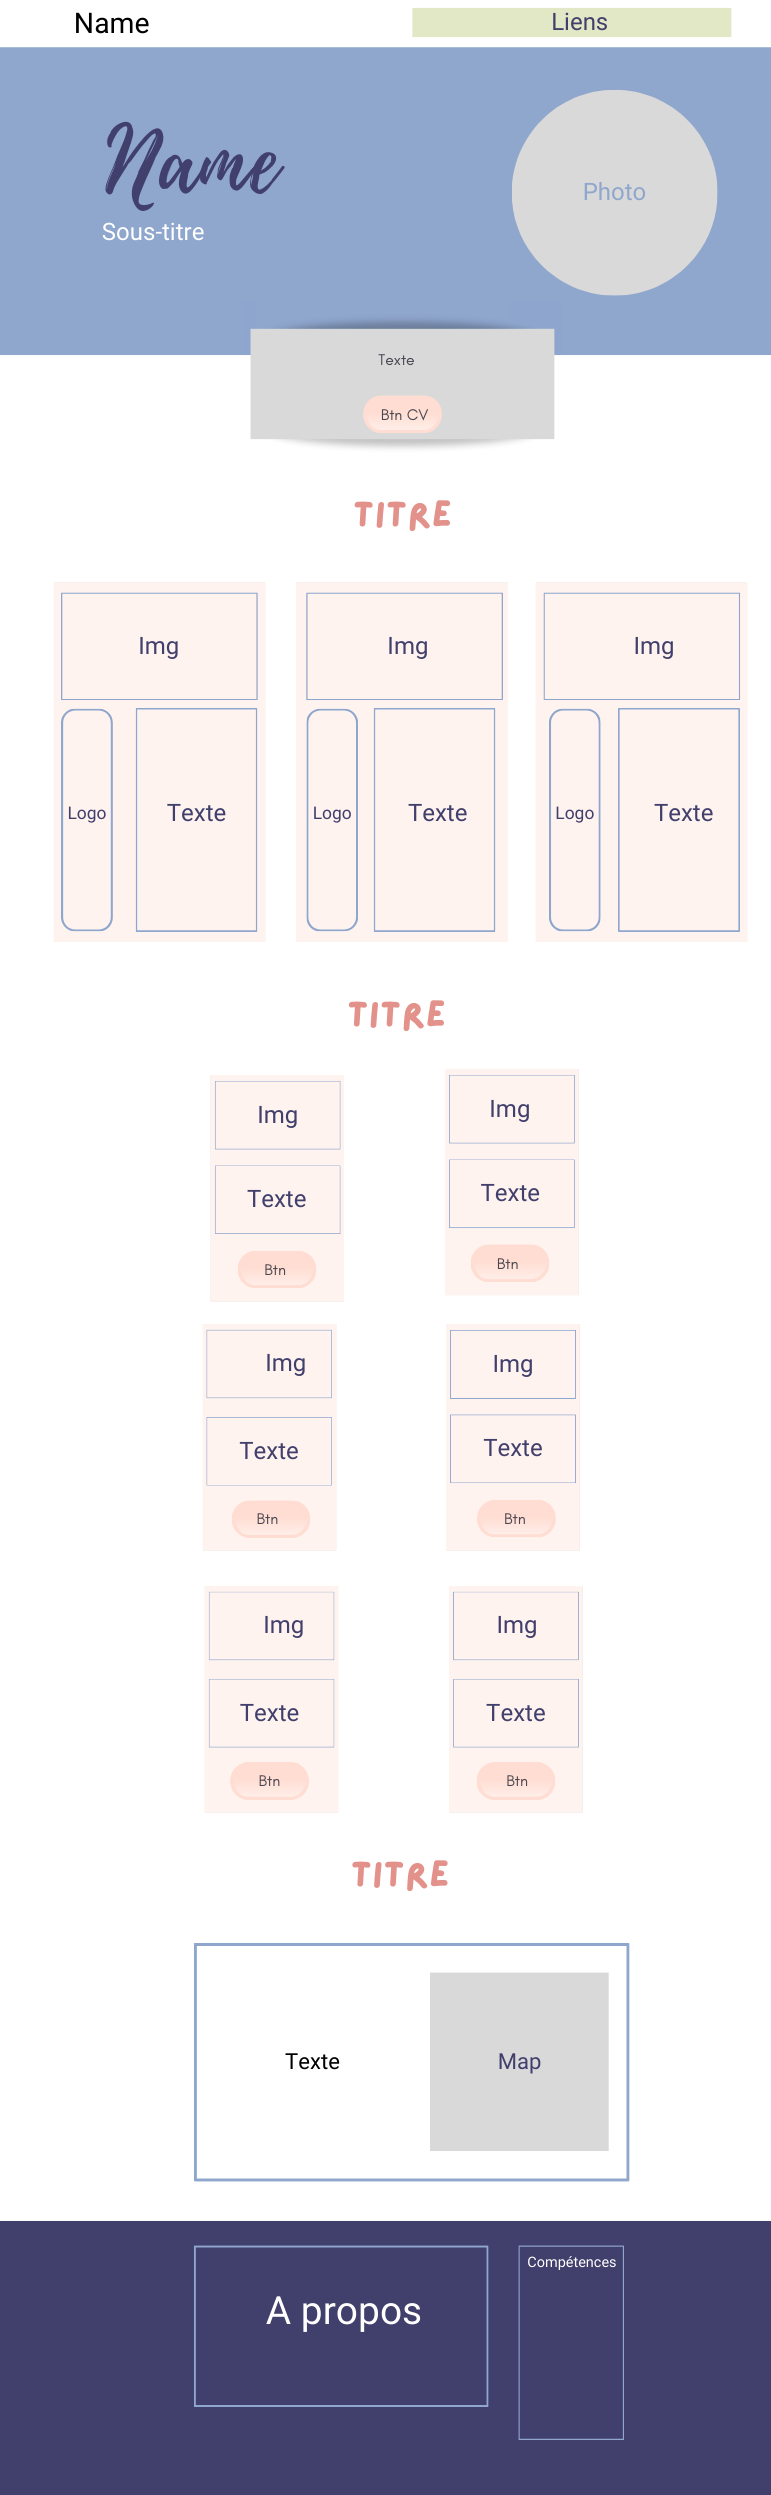 Name
Liens
Name
Sous-titre
Photo
Texte
Btn CV
TITRE
Img
Img
Img
Logo
Texte
Logo
Texte
Logo
Texte
TITRE
Img
Img
Texte
Texte
Btn
Btn
Img
Img
Texte
Texte
Btn
Btn
Img
Img
Texte
Texte
Btn
Btn
TITRE
Texte
Map
A propos
Compétences